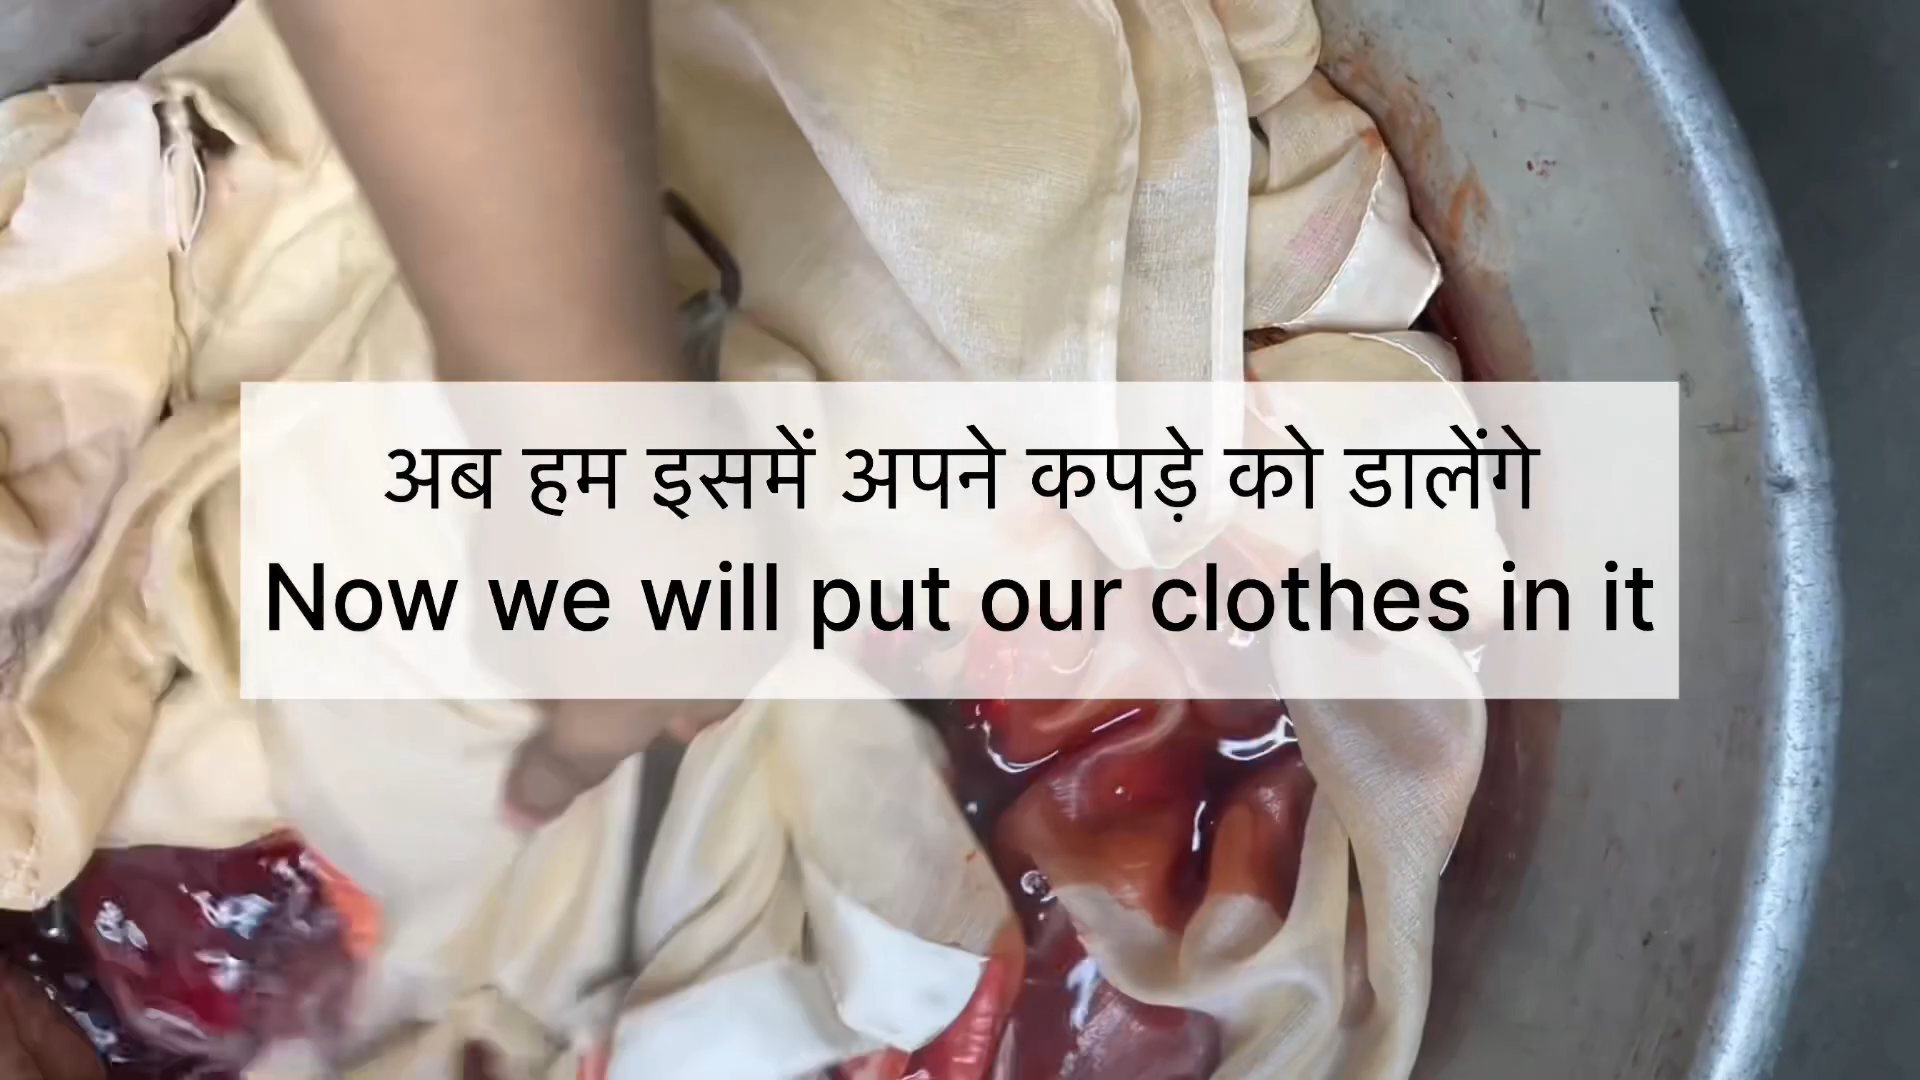 अब हम इसमें अपने कपड़े को डालेंगे
Now we will put our clothes in it